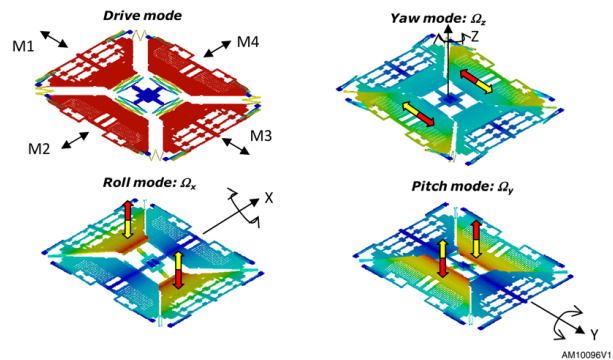 Drive mode
Yaw mode: Ωz
M1
M4
Z
M2
M3
Roll mode: Ωx
X
Pitch mode: Ωy
Y
AM10096V1